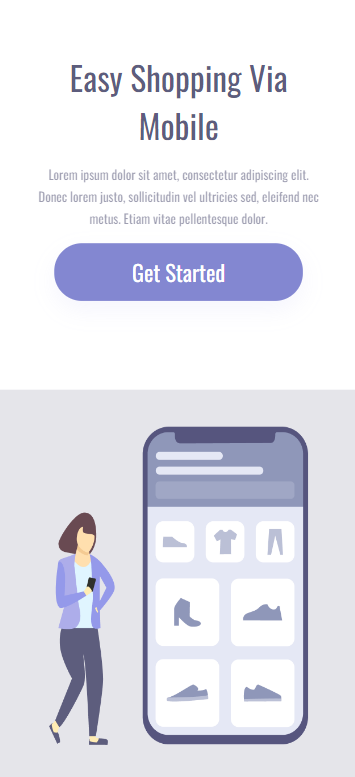 Easy Shopping Via
Mobile
Lorem ipsum dolor sit amet, consectetur adipiscing elit.
Donec lorem justo, sollicitudin vel ultricies sed, eleifend nec
metus. Etiam vitae pellentesque dolor.
Get Started